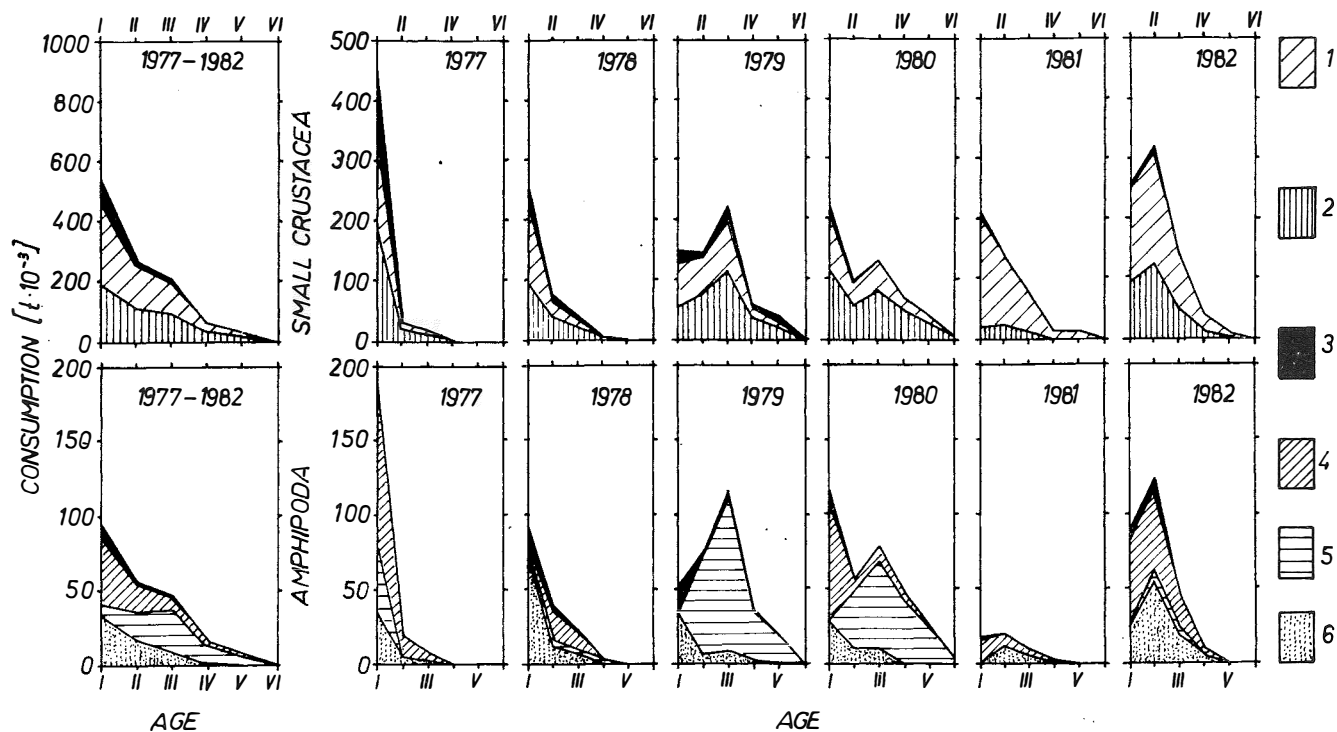 I II III IV V VI
II IV VI
II IV VI
II IV VI
II IV VI
II IV VI
II IV VI
1000
800
600
400
200
0
1977-1982
SMALL CRUSTACEA
500
400
300
200
100
0
1977
1978
1979
1980
1981
1982
CONSUMPTION [t·10⁻³]
200
150
100
50
0
1977-1982
AMPHIPODA
200
150
100
50
0
1977
1978
1979
1980
1981
1982
I II III IV V VI
I III V
I III V
I III V
I III V
I III V
I III V
AGE
AGE
1
2
3
4
5
6